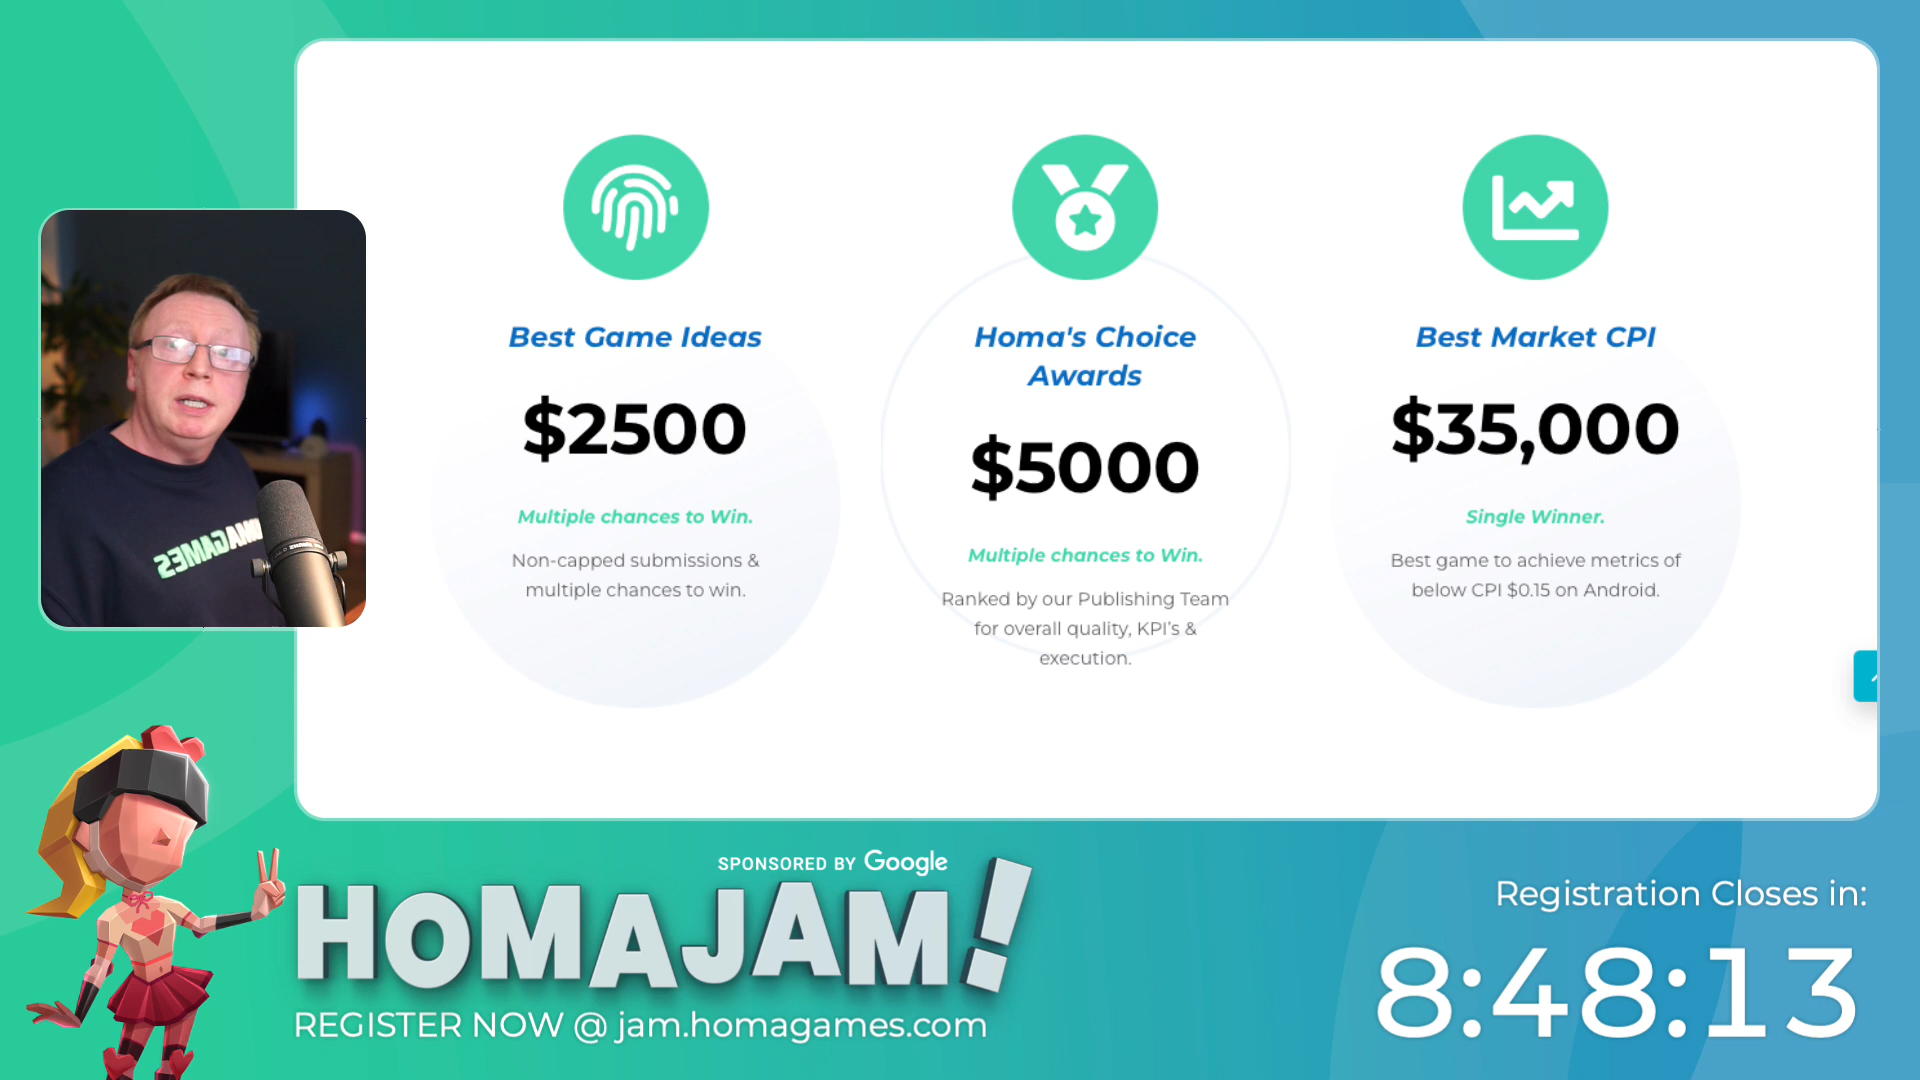 Best Game Ideas
$2500
Multiple chances to Win.
Non-capped submissions &
multiple chances to win.
Homa's Choice
Awards
$5000
Multiple chances to Win.
Ranked by our Publishing Team
for overall quality, KPI's &
execution.
Best Market CPI
$35,000
Single Winner.
Best game to achieve metrics of
below CPI $0.15 on Android.
HOMAGAMES
SPONSORED BY Google
HOMAJAM!
REGISTER NOW @ jam.homagames.com
Registration Closes in:
8:48:13